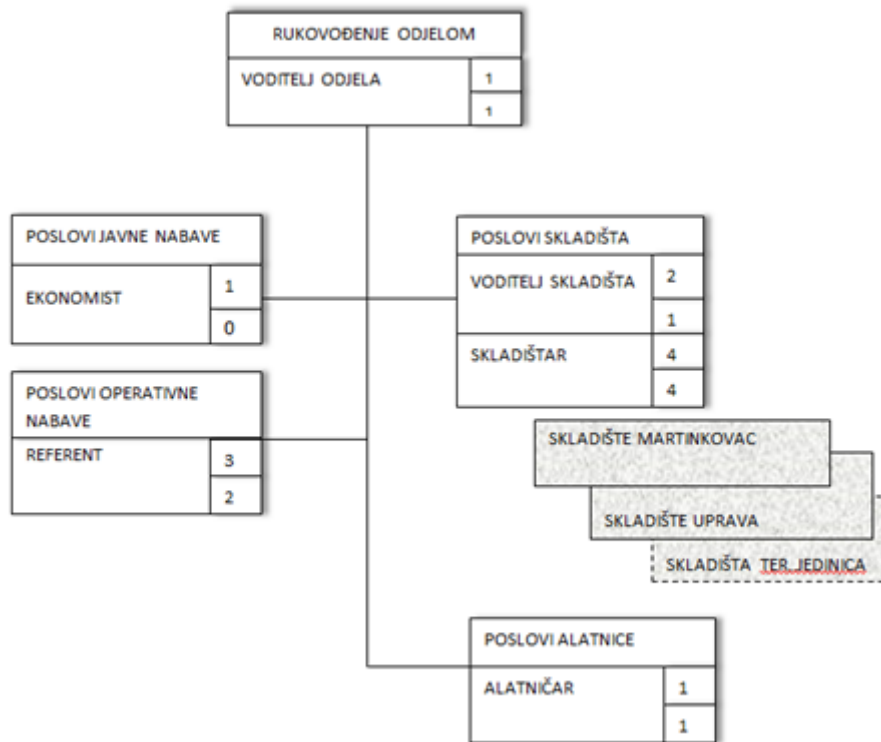 RUKOVOĐENJE ODJELOM
VODITELJ ODJELA 1
1
POSLOVI JAVNE NABAVE
EKONOMIST 1
0
POSLOVI OPERATIVNE
NABAVE
REFERENT 3
2
POSLOVI SKLADIŠTA
VODITELJ SKLADIŠTA 2
1
SKLADIŠTAR 4
4
SKLADIŠTE MARTINKOVAC
SKLADIŠTE UPRAVA
SKLADIŠTA TER. JEDINICA
POSLOVI ALATNICE
ALATNIČAR 1
1